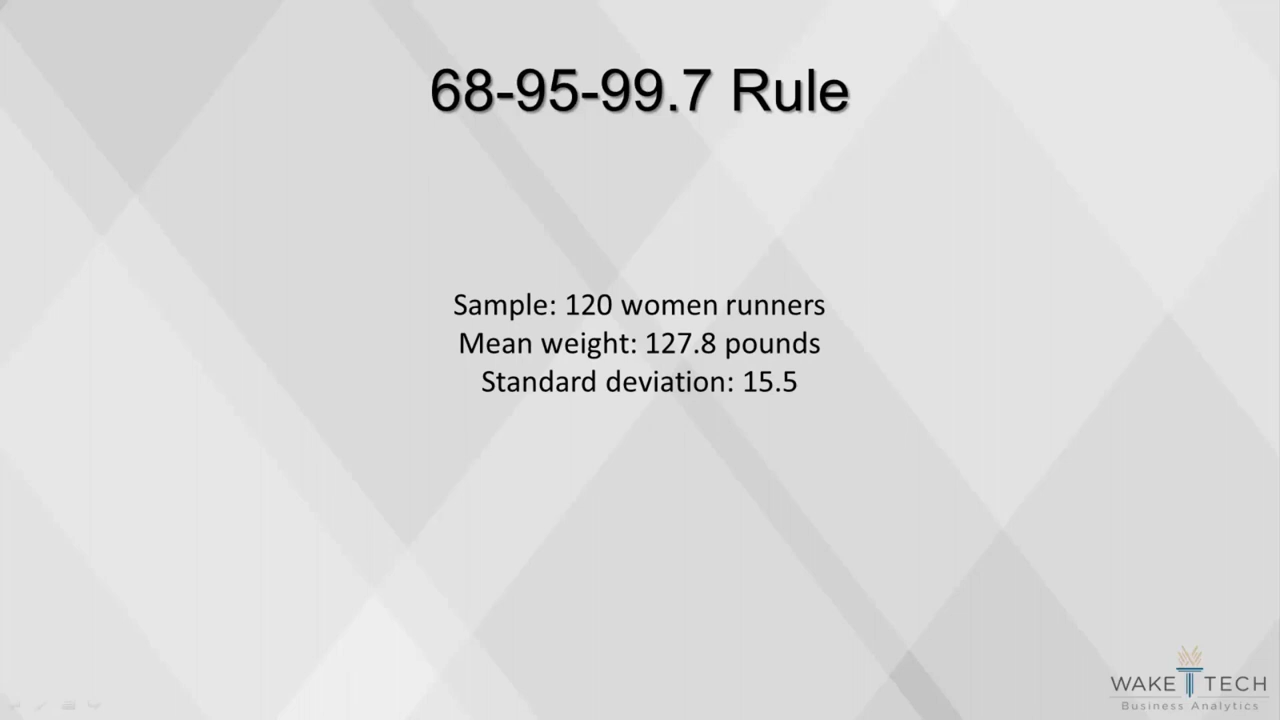 68-95-99.7 Rule
Sample: 120 women runners
Mean weight: 127.8 pounds
Standard deviation: 15.5
WAKE TECH
Business Analytics